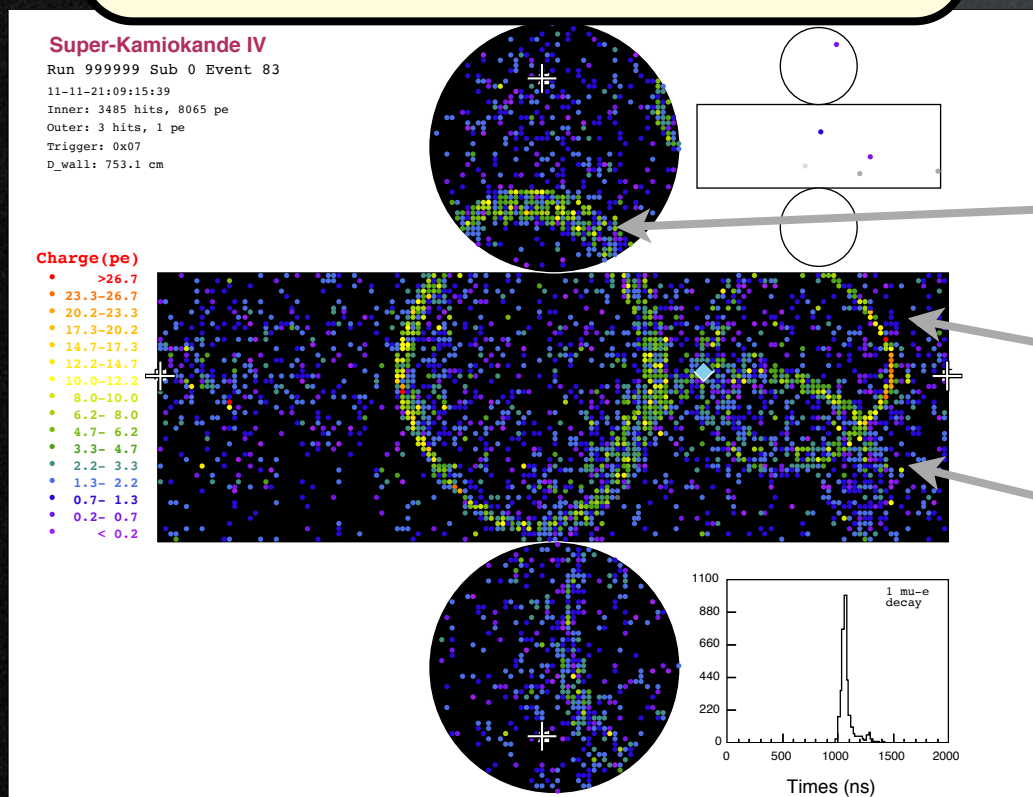 Super-Kamiokande IV
Run 999999 Sub 0 Event 83
11-11-21:09:15:39
Inner: 3485 hits, 8065 pe
Outer: 3 hits, 1 pe
Trigger: 0x07
D_wall: 753.1 cm
Charge(pe)
>26.7
23.3-26.7
20.2-23.3
17.3-20.2
14.7-17.3
12.2-14.7
10.0-12.2
8.0-10.0
6.2- 8.0
4.7- 6.2
3.3- 4.7
2.2- 3.3
1.3- 2.2
0.7- 1.3
0.2- 0.7
< 0.2
1 mu-e
decay
1100
880
660
440
220
0
0 500 1000 1500 2000
Times (ns)